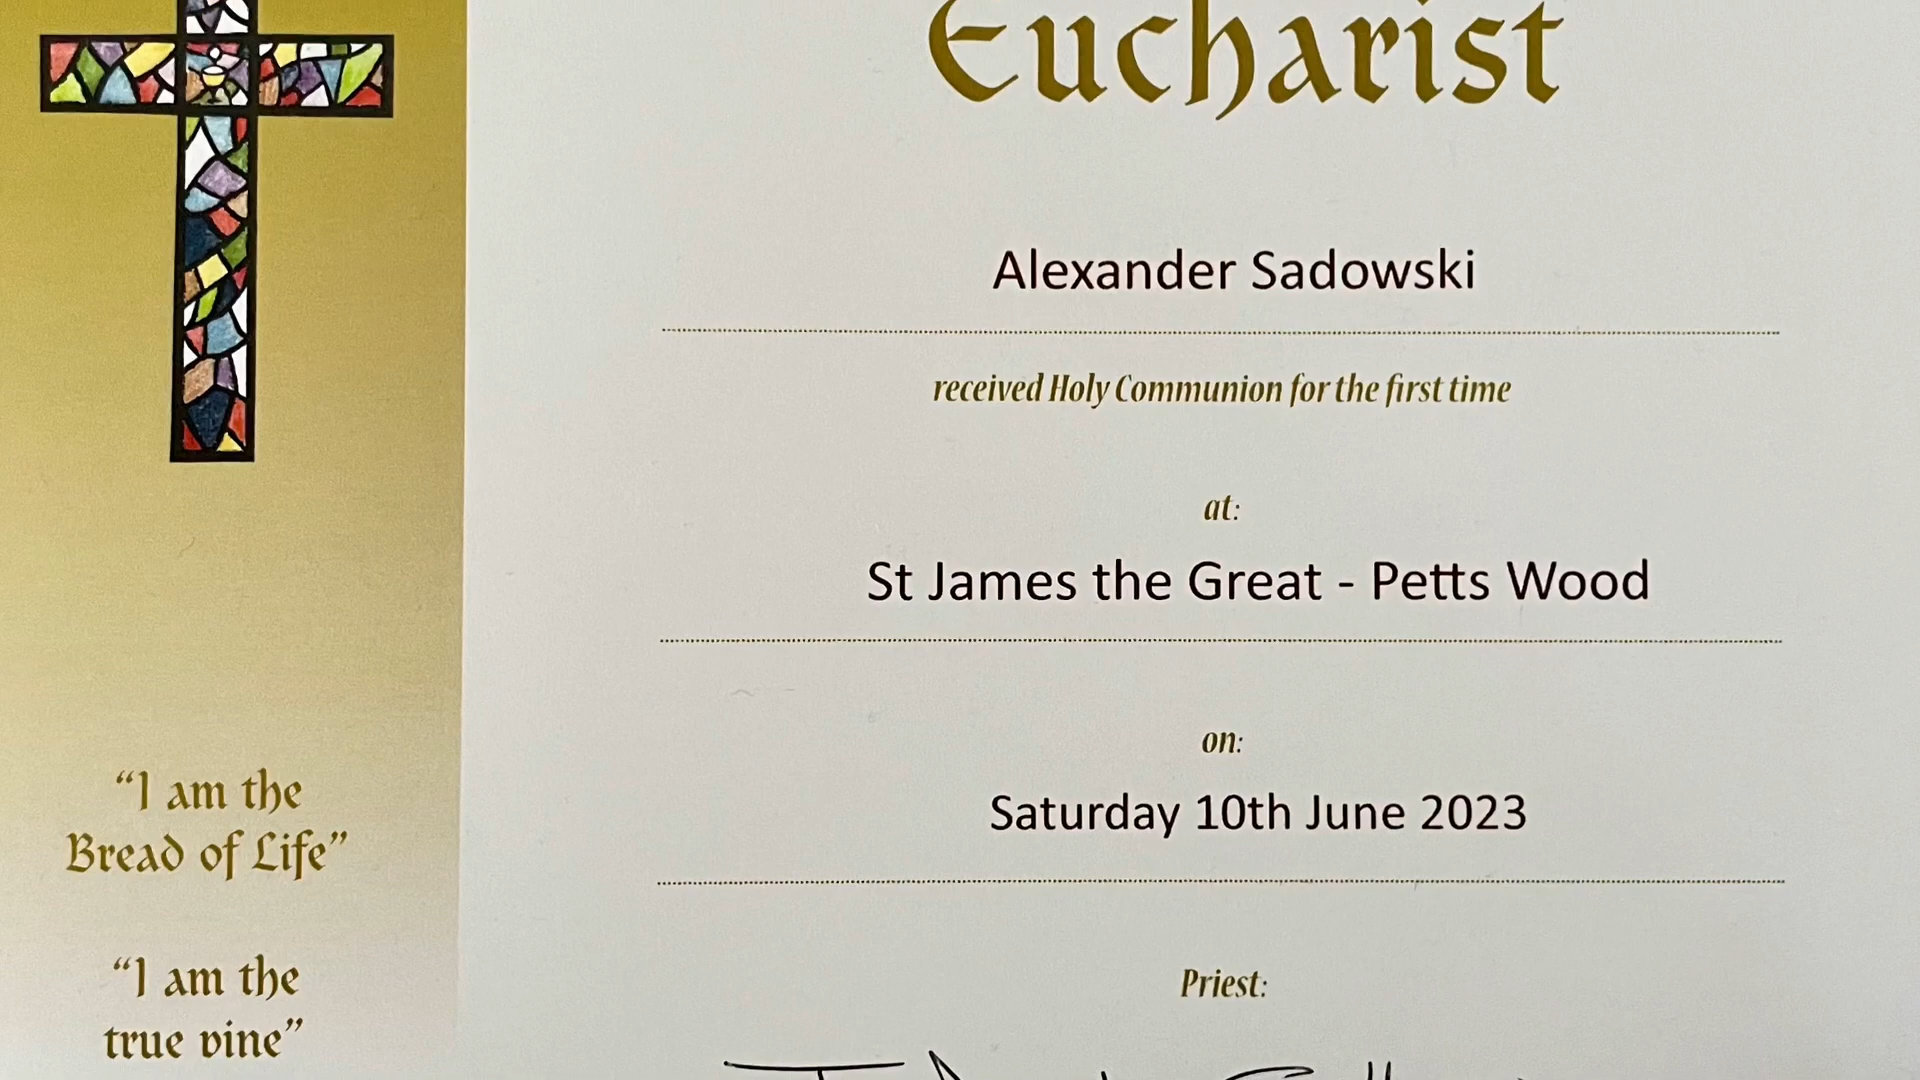 Eucharist
Alexander Sadowski
received Holy Communion for the first time
at:
St James the Great - Petts Wood
on:
Saturday 10th June 2023
Priest:
“I am the
Bread of Life”
“I am the
true vine”